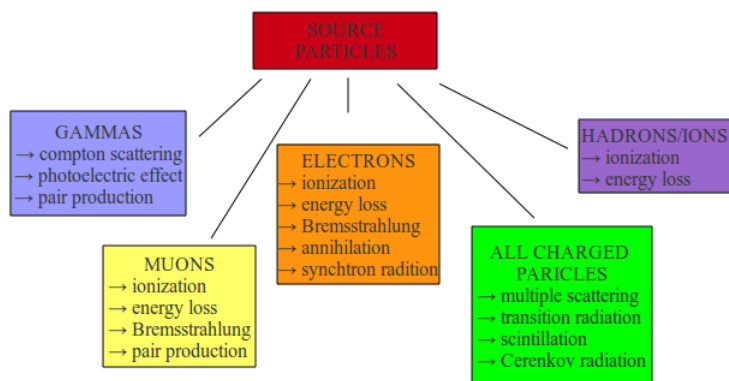 SOURCE
PARTICLES
GAMMAS
→ compton scattering
→ photoelectric effect
→ pair production
MUONS
→ ionization
→ energy loss
→ Bremsstrahlung
→ pair production
ELECTRONS
→ ionization
→ energy loss
→ Bremsstrahlung
→ annihilation
→ synchtron radition
ALL CHARGED
PARICLES
→ multiple scattering
→ transition radiation
→ scintillation
→ Cerenkov radiation
HADRONS/IONS
→ ionization
→ energy loss